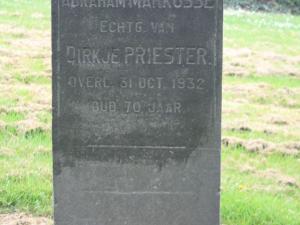 ABRAHAM MARKUSSE
ECHTG. VAN
DIRKJE PRIESTER.
OVERL. 31 OCT. 1932
OUD 70 JAAR.